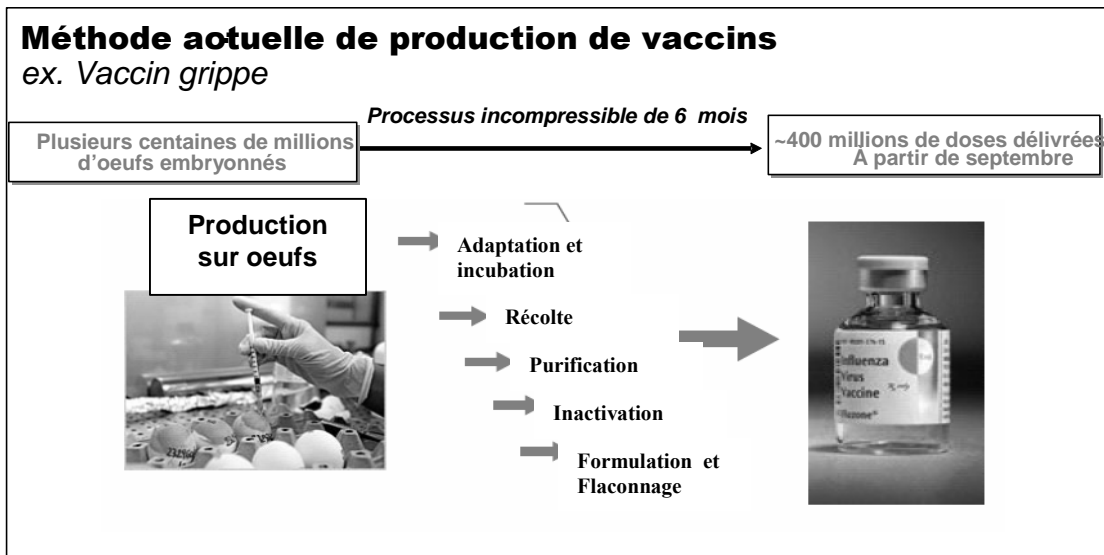 Méthode aotuelle de production de vaccins
ex. Vaccin grippe
Processus incompressible de 6 mois
Plusieurs centaines de millions
d'oeufs embryonnés
~400 millions de doses délivrées
À partir de septembre
Production
sur oeufs
Adaptation et
incubation
Récolte
Purification
Inactivation
Formulation et
Flaconnage
Influenza
Virus
Vaccine
Fluzone®